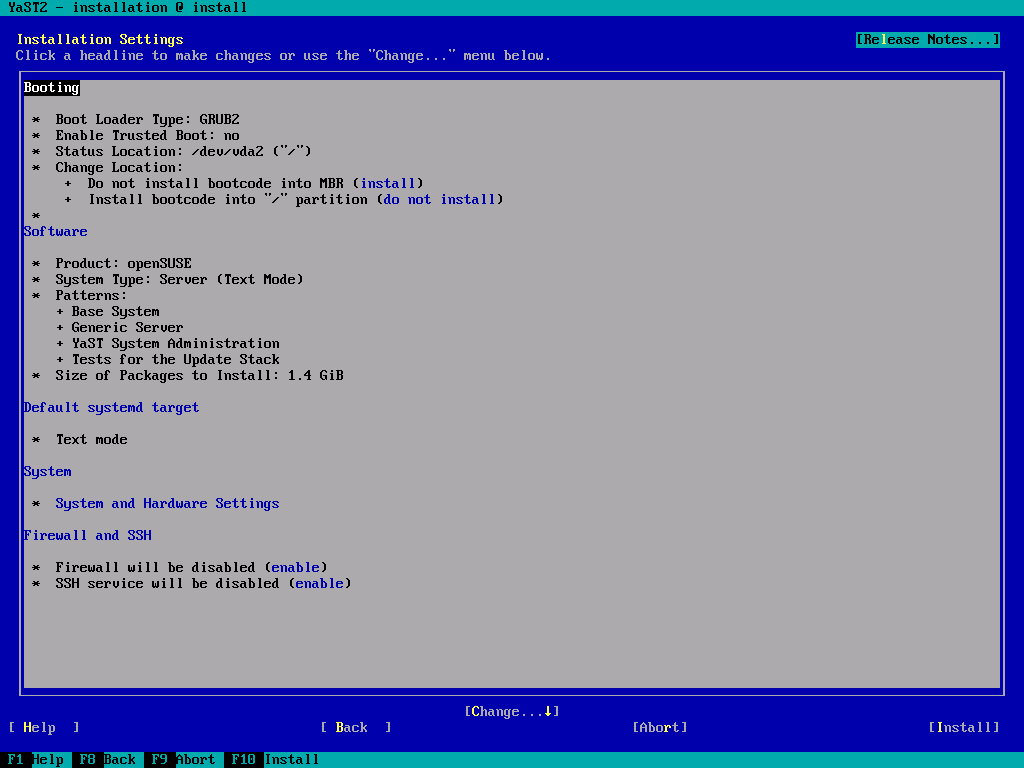 YaST2 - installation @ install
Installation Settings [Release Notes...]
Click a headline to make changes or use the "Change..." menu below.
Booting
* Boot Loader Type: GRUB2
* Enable Trusted Boot: no
* Status Location: /dev/vda2 ("/")
* Change Location:
+ Do not install bootcode into MBR (install)
+ Install bootcode into "/" partition (do not install)
*
Software
* Product: openSUSE
* System Type: Server (Text Mode)
* Patterns:
+ Base System
+ Generic Server
+ YaST System Administration
+ Tests for the Update Stack
* Size of Packages to Install: 1.4 GiB
Default systemd target
* Text mode
System
* System and Hardware Settings
Firewall and SSH
* Firewall will be disabled (enable)
* SSH service will be disabled (enable)
[Change...↓]
[ Help ] [ Back ] [Abort] [Install]
F1 Help F8 Back F9 Abort F10 Install